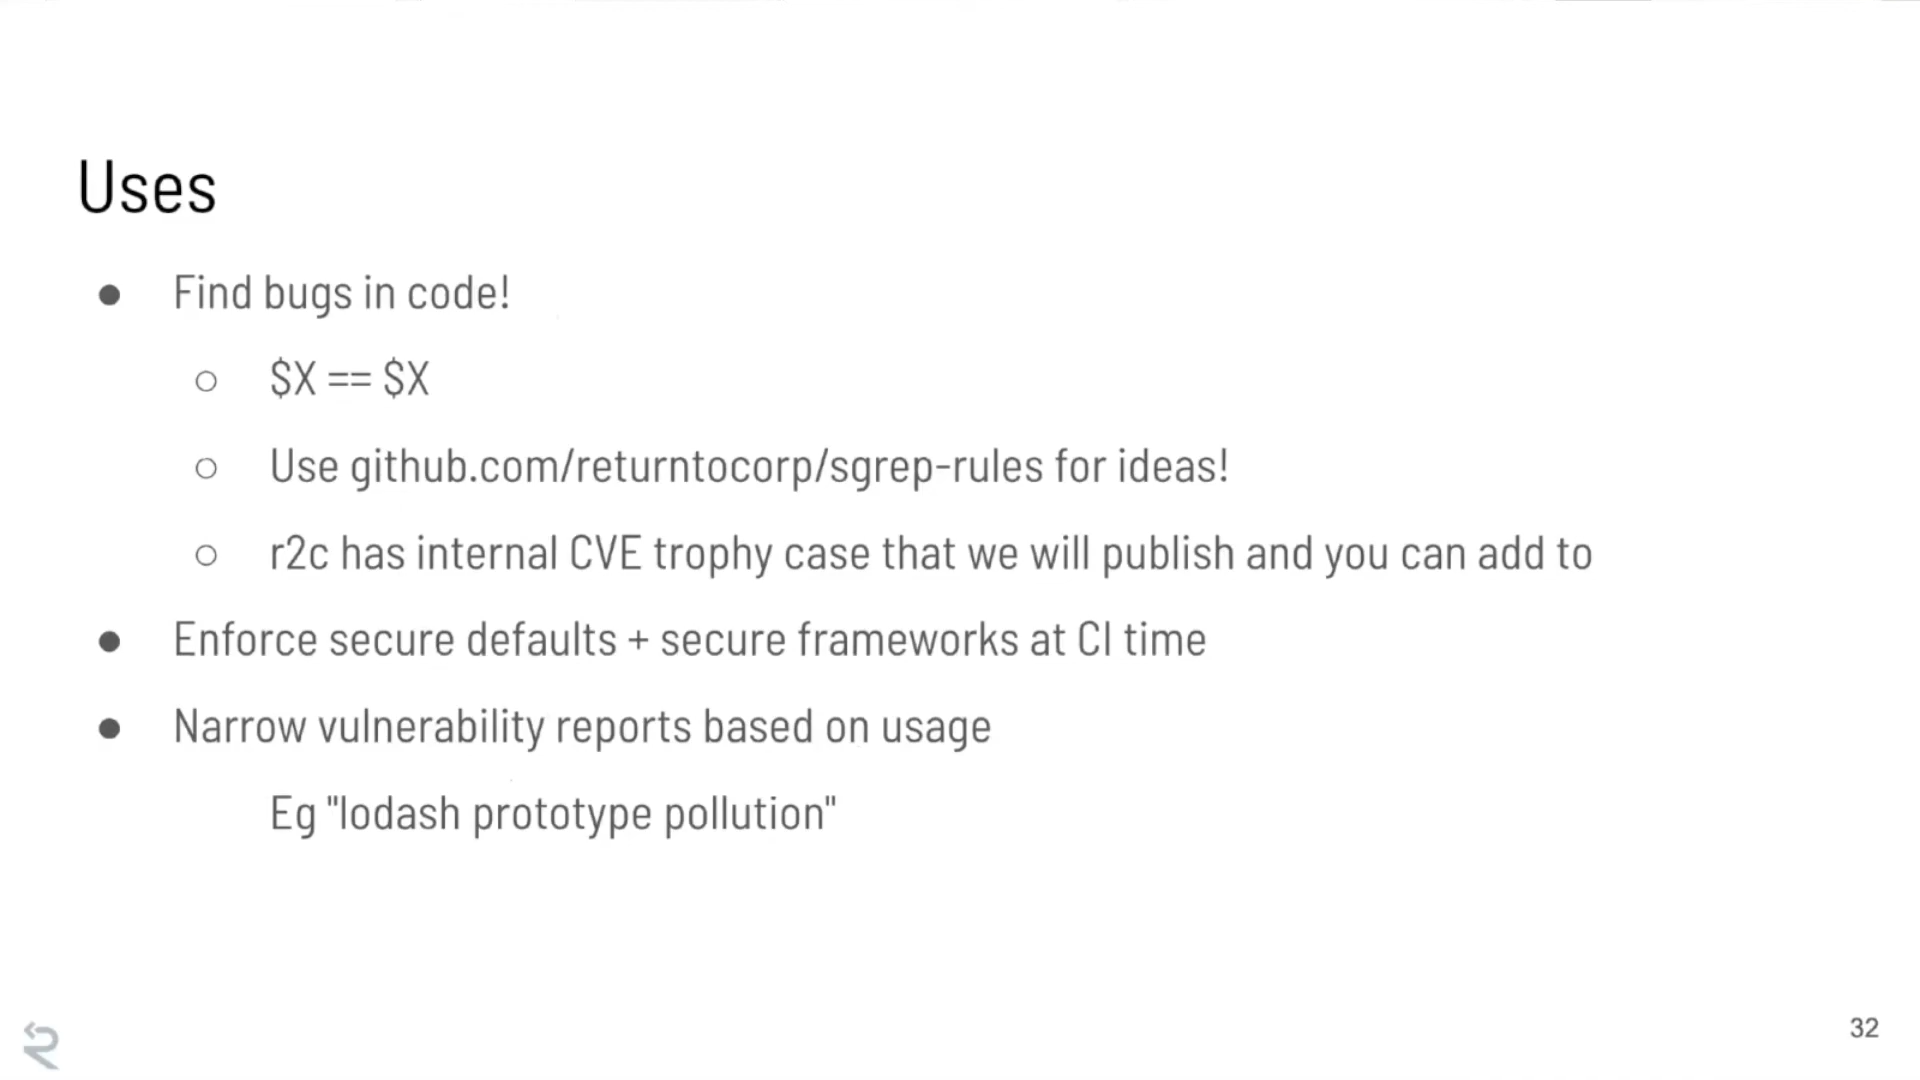 Uses
● Find bugs in code!
○ $X == $X
○ Use github.com/returntocorp/sgrep-rules for ideas!
○ r2c has internal CVE trophy case that we will publish and you can add to
● Enforce secure defaults + secure frameworks at CI time
● Narrow vulnerability reports based on usage
Eg "lodash prototype pollution"
32